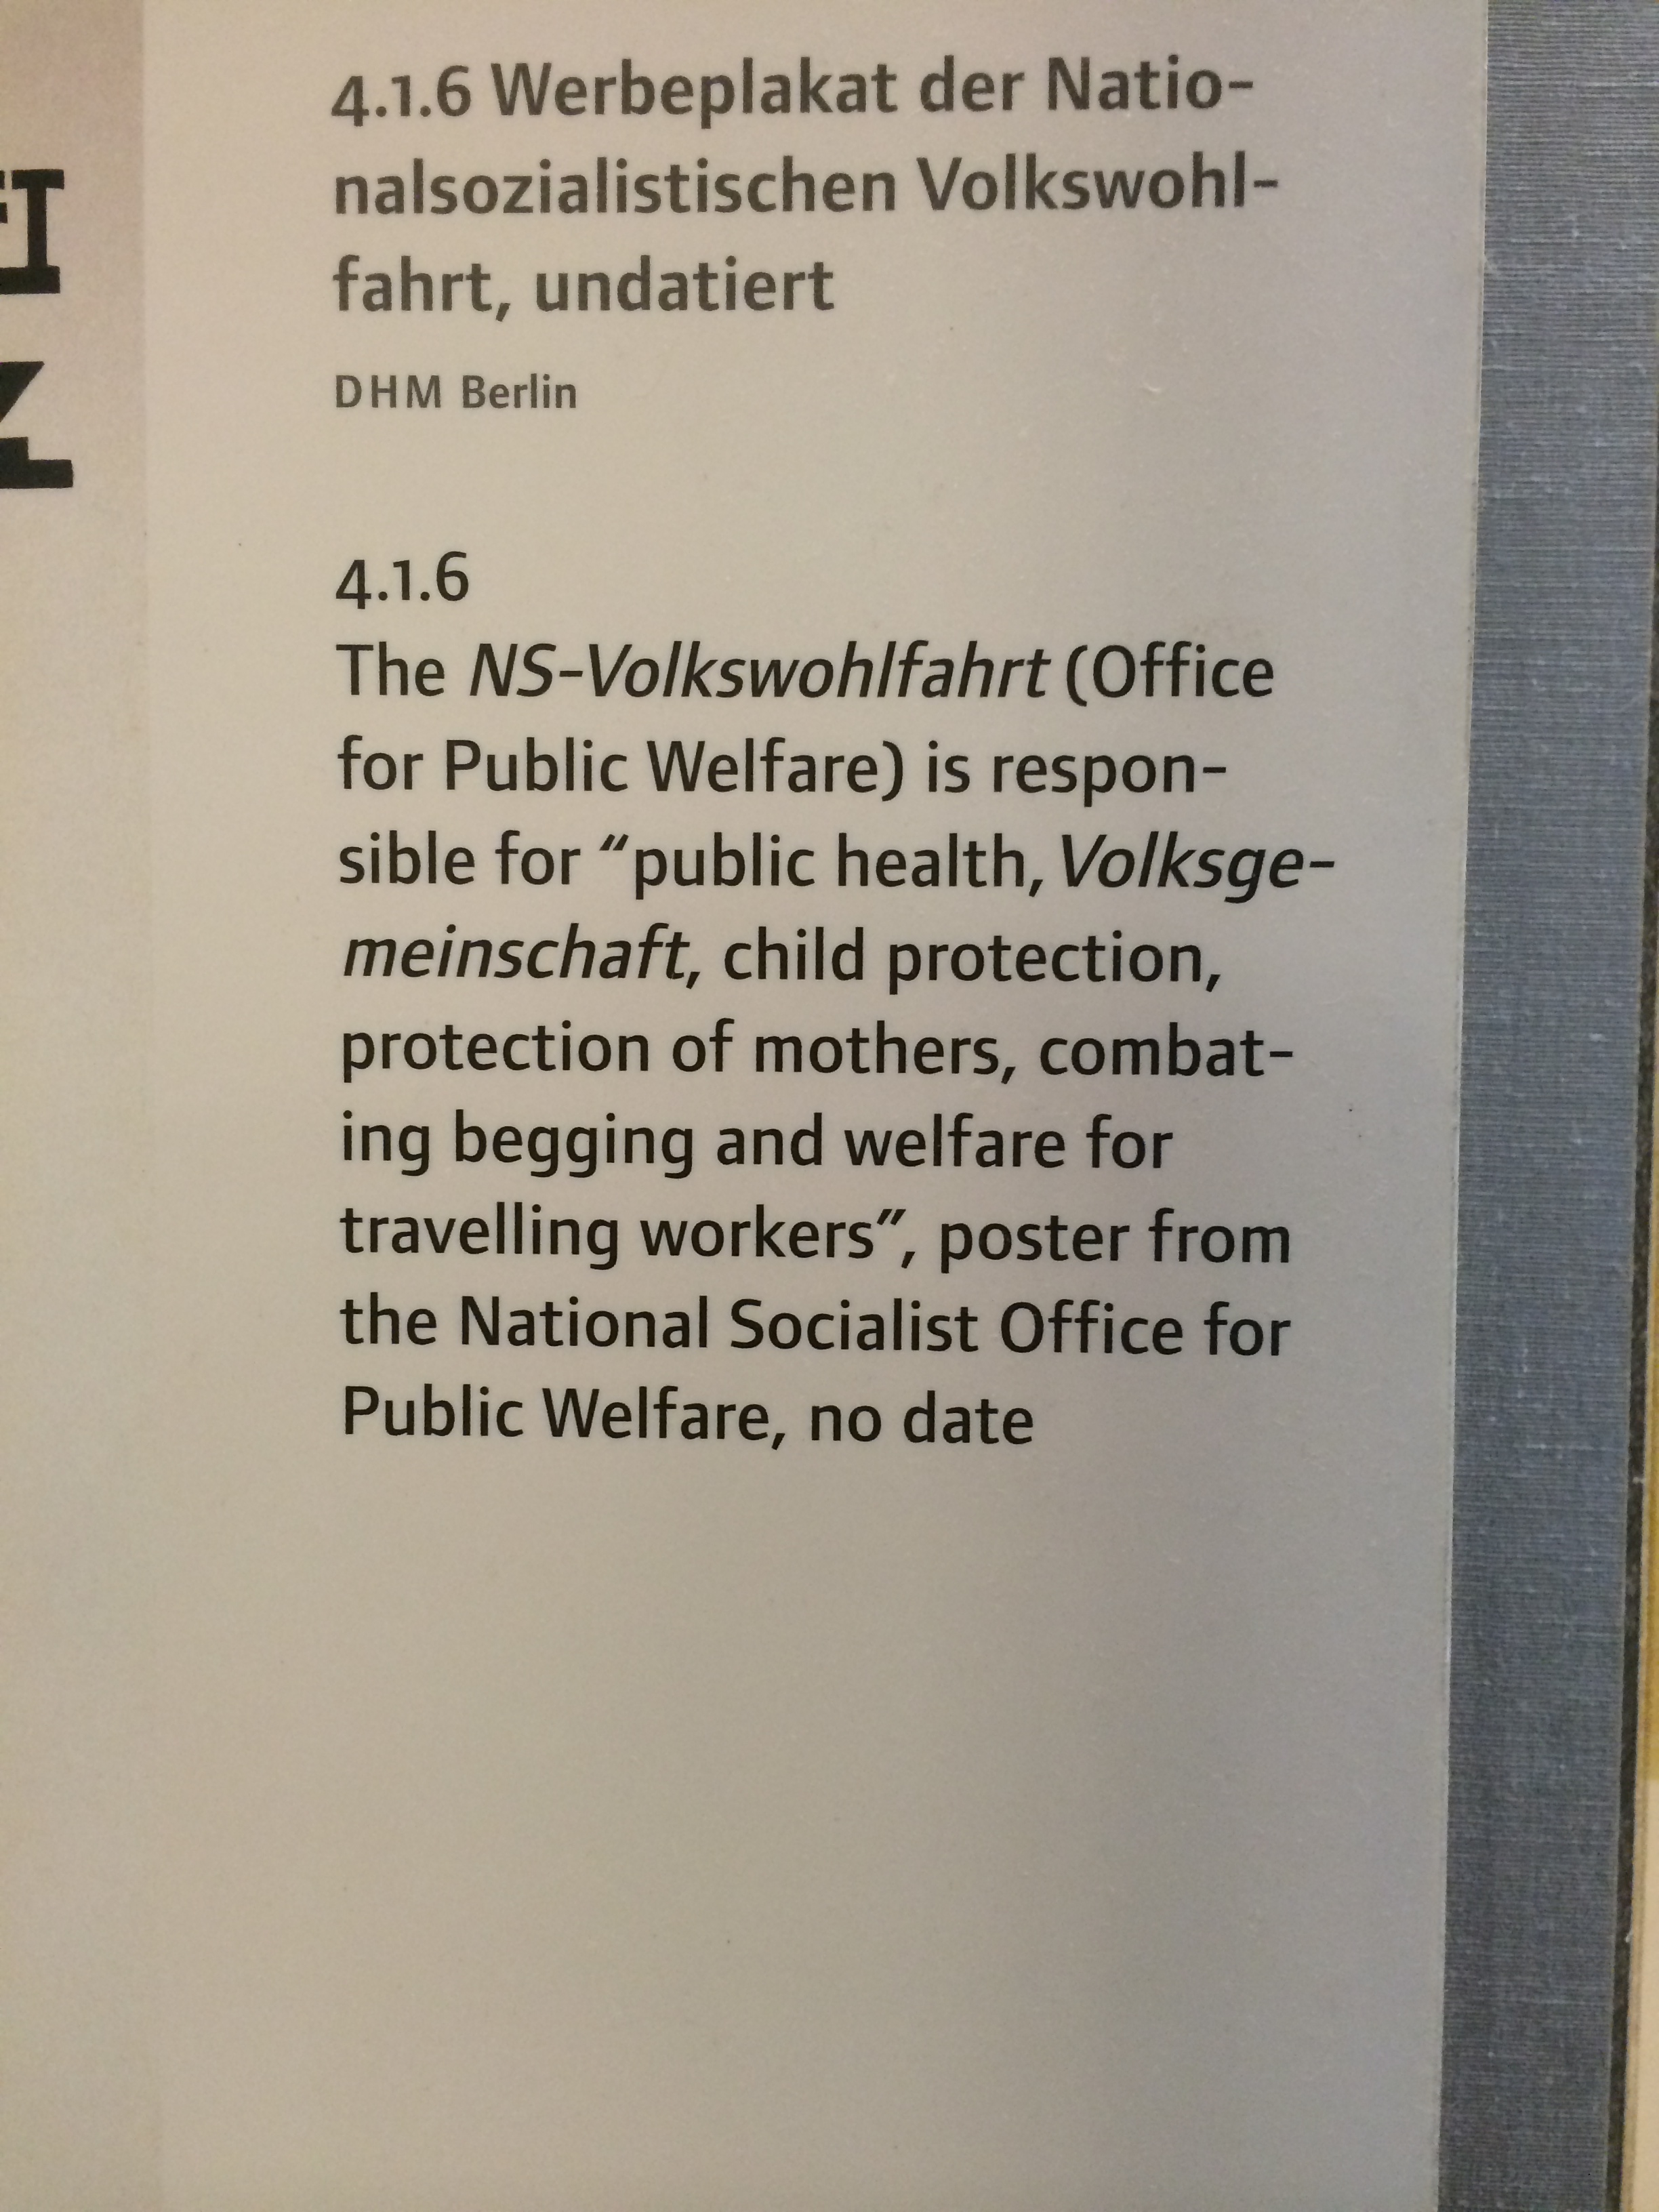 4.1.6 Werbeplakat der Natio-
nalsozialistischen Volkswohl-
fahrt, undatiert
DHM Berlin
4.1.6
The NS-Volkswohlfahrt (Office
for Public Welfare) is respon-
sible for “public health, Volksge-
meinschaft, child protection,
protection of mothers, combat-
ing begging and welfare for
travelling workers”, poster from
the National Socialist Office for
Public Welfare, no date